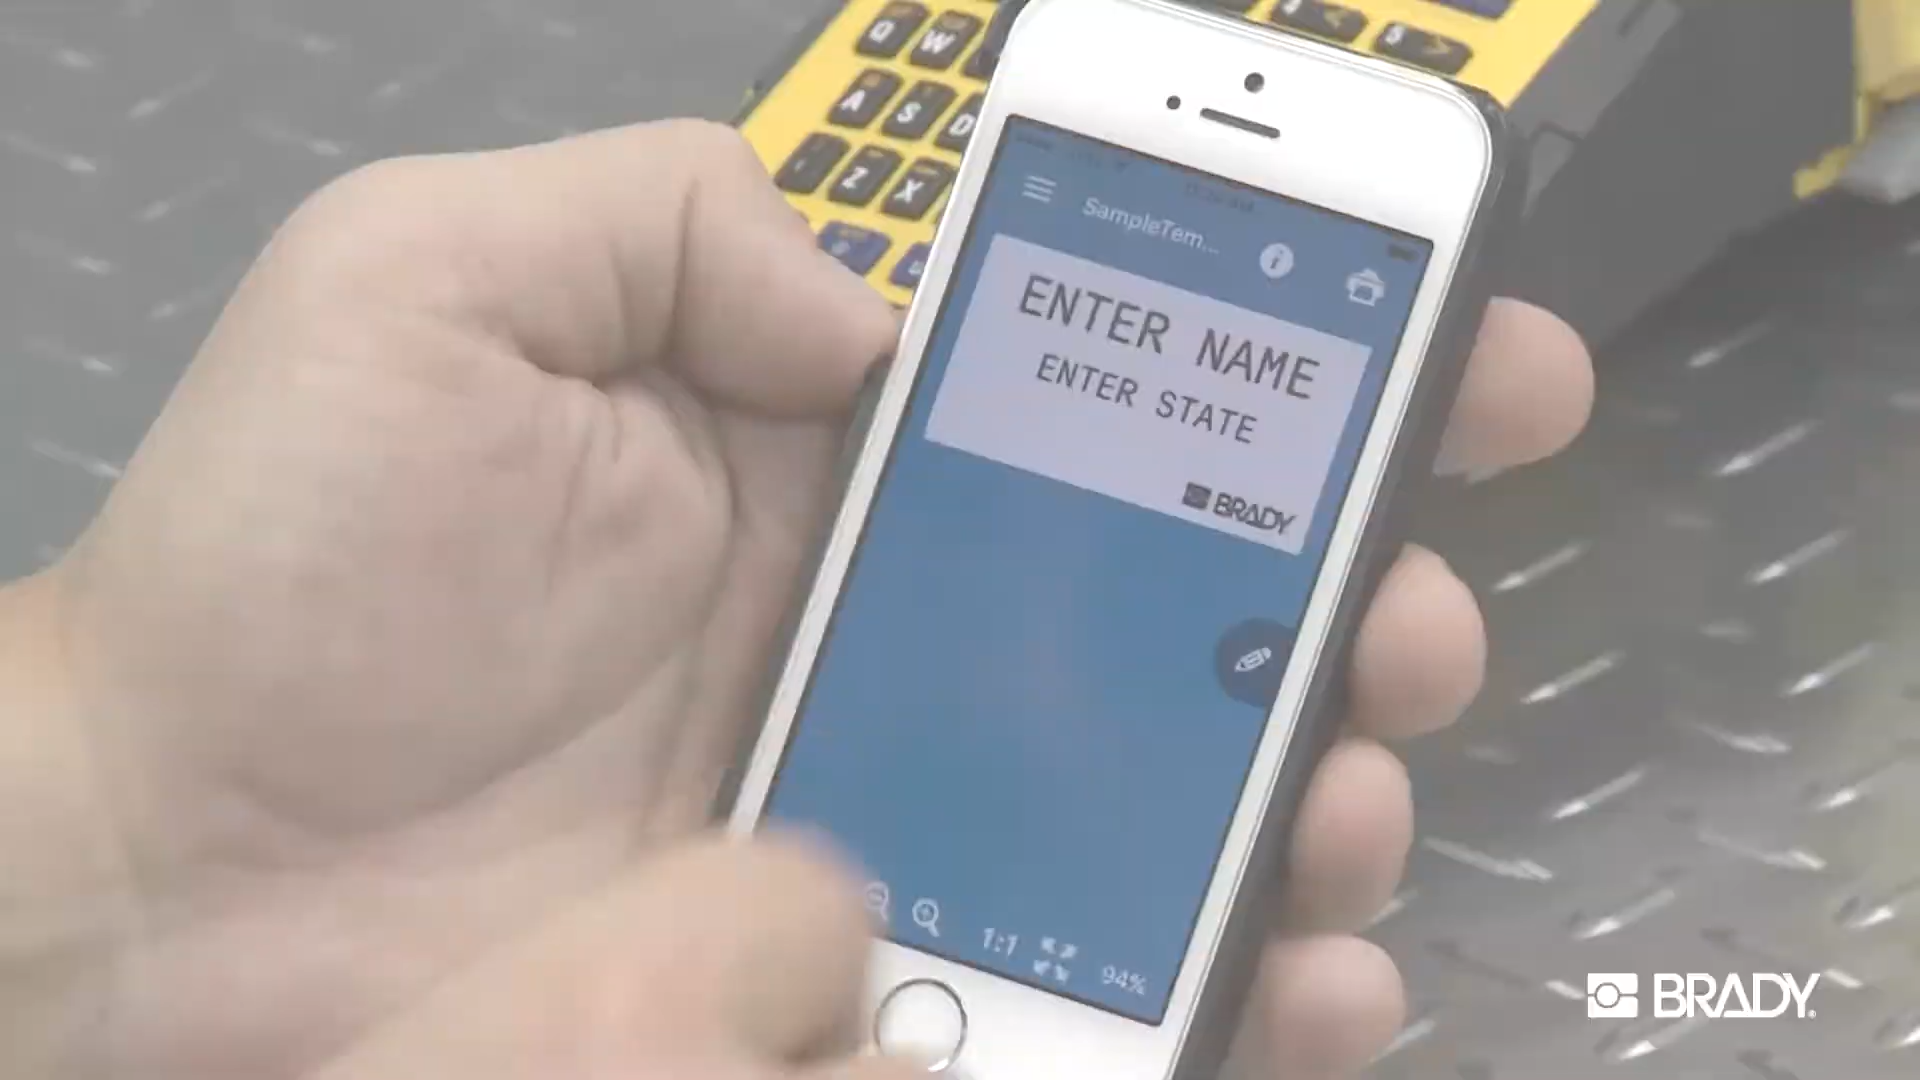 Q W
A S D
Z X
SampleTem...
ENTER NAME
ENTER STATE
BRADY
1:1
94%
BRADY